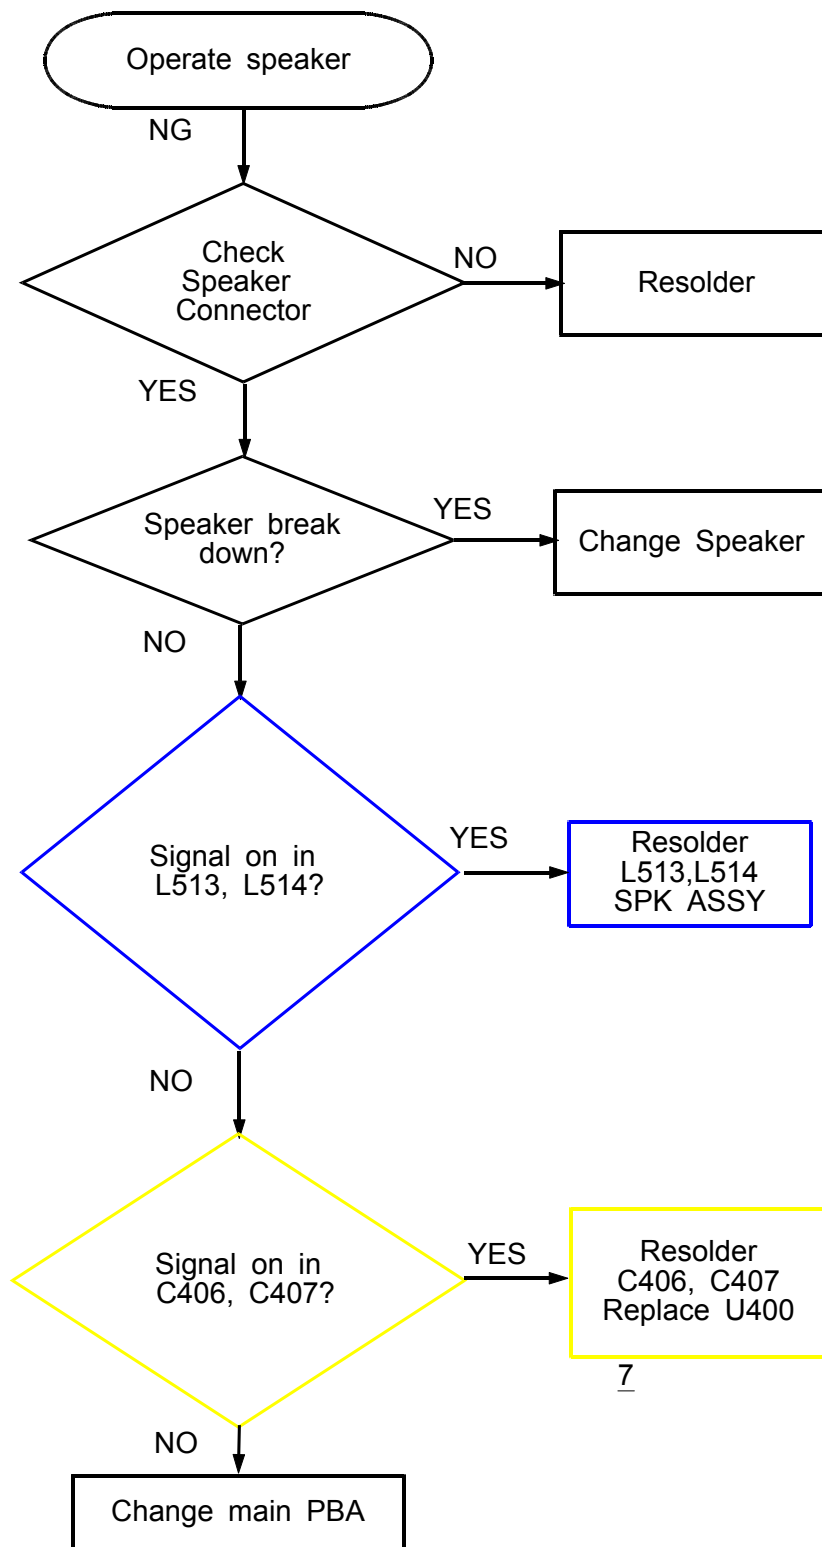 Operate speaker
NG
Check
Speaker
Connector
NO
Resolder
YES
Speaker break
down?
YES
Change Speaker
NO
Signal on in
L513, L514?
YES
Resolder
L513,L514
SPK ASSY
NO
Signal on in
C406, C407?
YES
Resolder
C406, C407
Replace U400
7
NO
Change main PBA